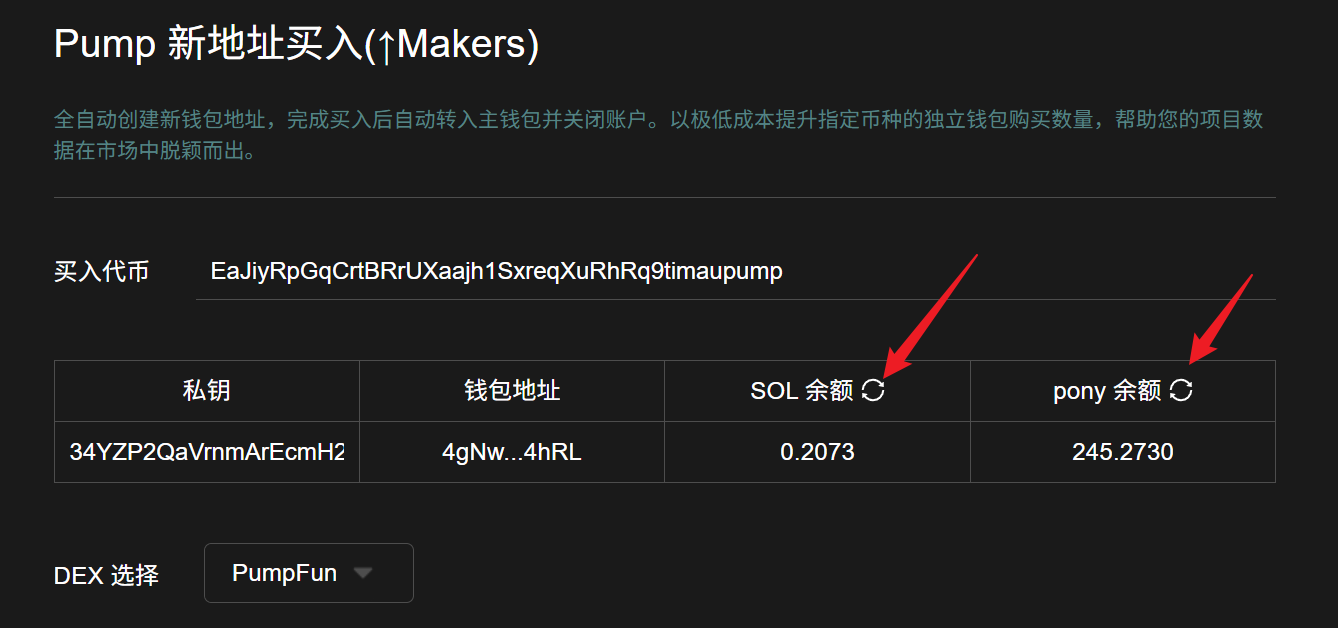 Pump 新地址买入(↑Makers)
全自动创建新钱包地址，完成买入后自动转入主钱包并关闭账户。以极低成本提升指定币种的独立钱包购买数量，帮助您的项目数
据在市场中脱颖而出。
买入代币 EaJiyRpGqCrtBRrUXaajh1SxreqXuRhRq9timaupump
私钥 钱包地址 SOL 余额 pony 余额
34YZP2QaVrnmArEcmH2 4gNw...4hRL 0.2073 245.2730
DEX 选择 PumpFun